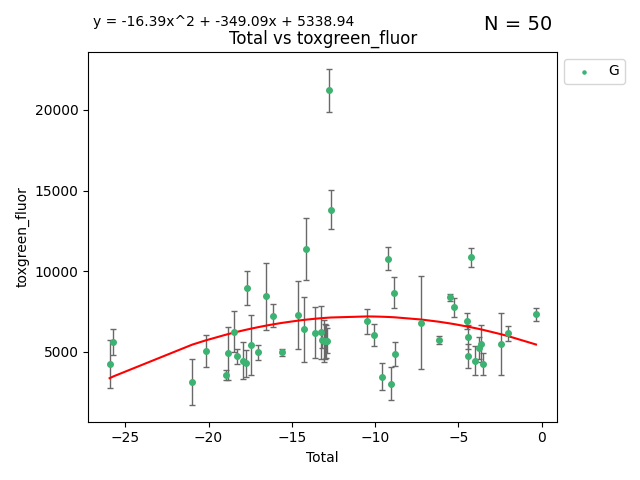 y = -16.39x^2 + -349.09x + 5338.94
N = 50
Total vs toxgreen_fluor
G
20000
15000
10000
5000
toxgreen_fluor
−25
−20
−15
−10
−5
0
Total